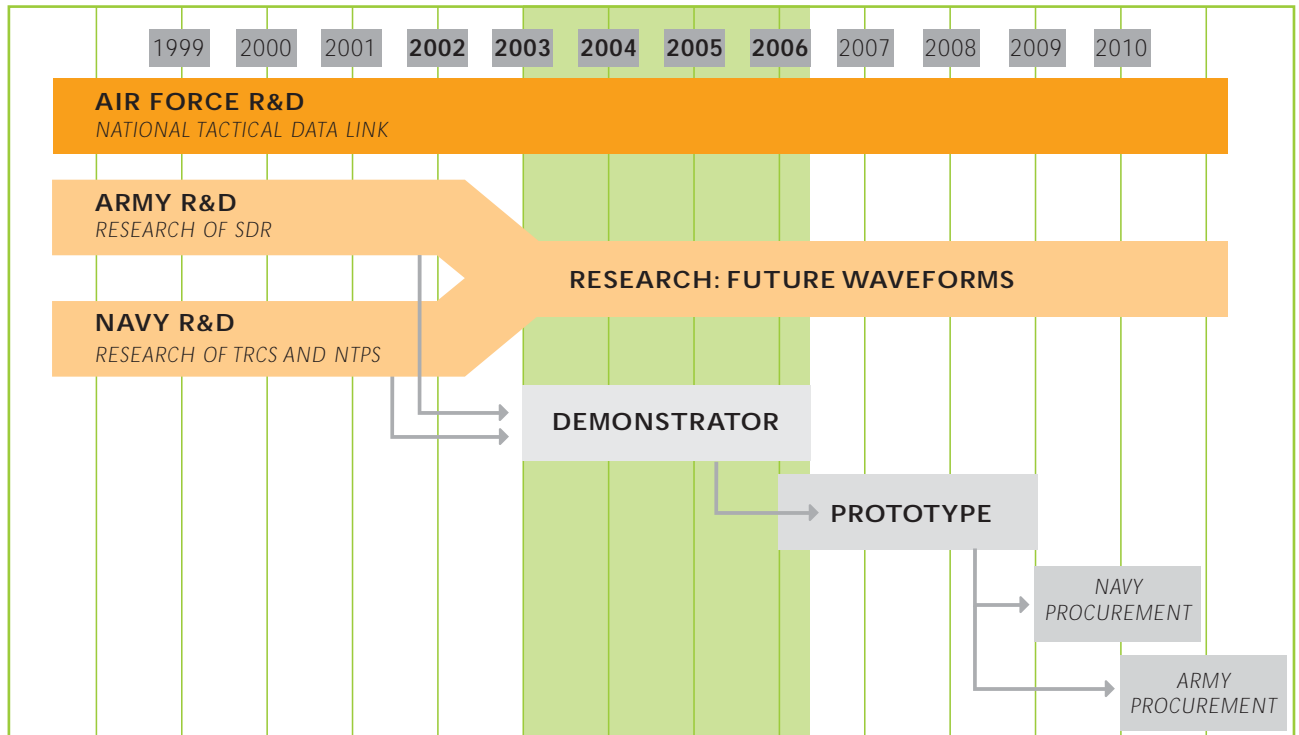 1999 2000 2001 2002 2003 2004 2005 2006 2007 2008 2009 2010
AIR FORCE R&D
NATIONAL TACTICAL DATA LINK
ARMY R&D
RESEARCH OF SDR
RESEARCH: FUTURE WAVEFORMS
NAVY R&D
RESEARCH OF TRCS AND NTPS
DEMONSTRATOR
PROTOTYPE
NAVY
PROCUREMENT
ARMY
PROCUREMENT